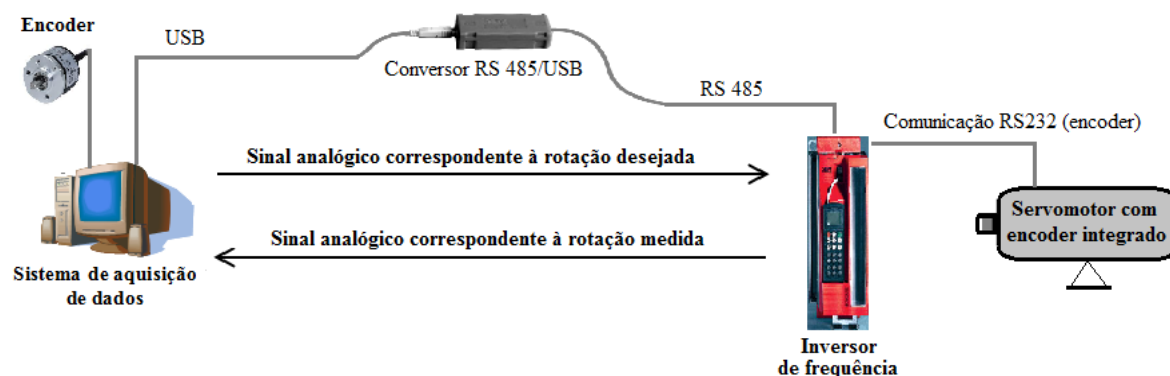 Encoder
USB
Conversor RS 485/USB
RS 485
Comunicação RS232 (encoder)
Sinal analógico correspondente à rotação desejada
Servomotor com
encoder integrado
Sinal analógico correspondente à rotação medida
Sistema de aquisição
de dados
Inversor
de frequência